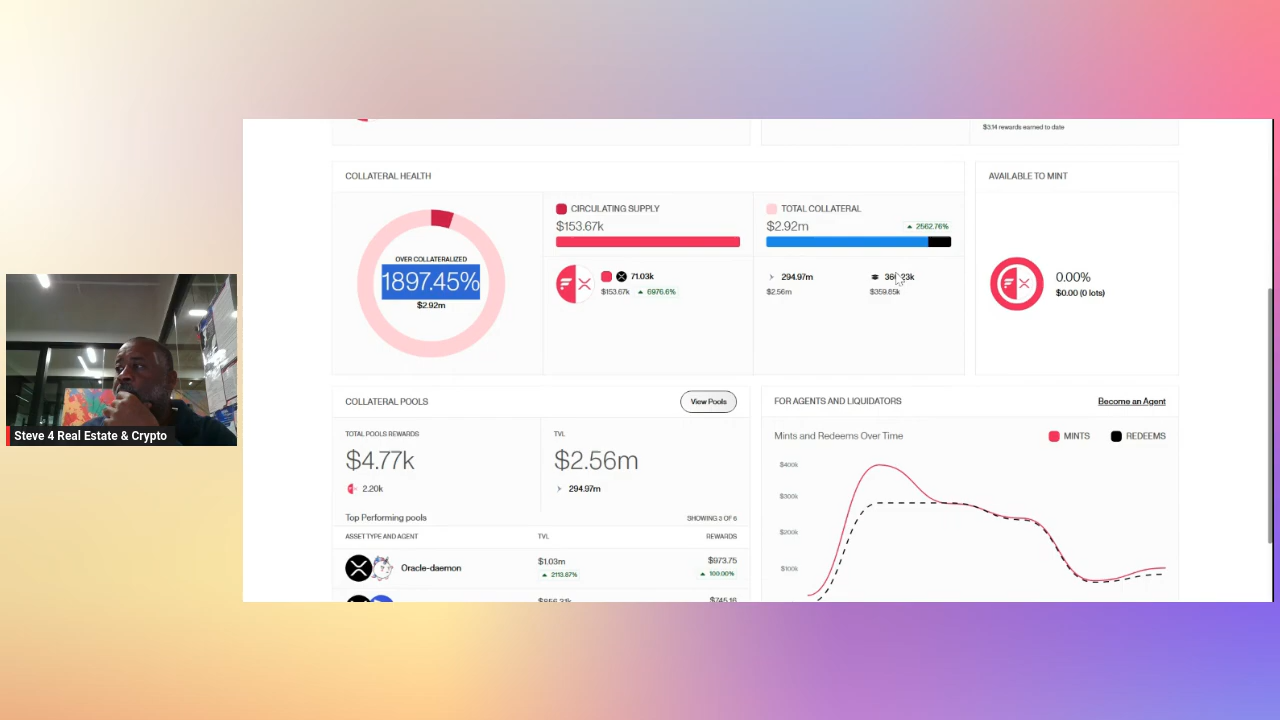 $3.14 rewards earned to date
COLLATERAL HEALTH
AVAILABLE TO MINT
OVER COLLATERALIZED
1897.45%
$2.92m
CIRCULATING SUPPLY
$153.67k
71.03k
$153.67k 6976.6%
TOTAL COLLATERAL
$2.92m
2562.76%
294.97m
$2.56m
$359.85k
0.00%
$0.00 (0 lots)
Steve 4 Real Estate & Crypto
COLLATERAL POOLS
View Pools
TOTAL POOLS REWARDS
$4.77k
2.20k
TVL
$2.56m
294.97m
Top Performing pools
SHOWING 3 OF 6
ASSET TYPE AND AGENT TVL REWARDS
Oracle-daemon
$1.03m
2113.87%
$973.75
100.00%
FOR AGENTS AND LIQUIDATORS
Become an Agent
Mints and Redeems Over Time
MINTS REDEEMS
$400k
$300k
$200k
$100k